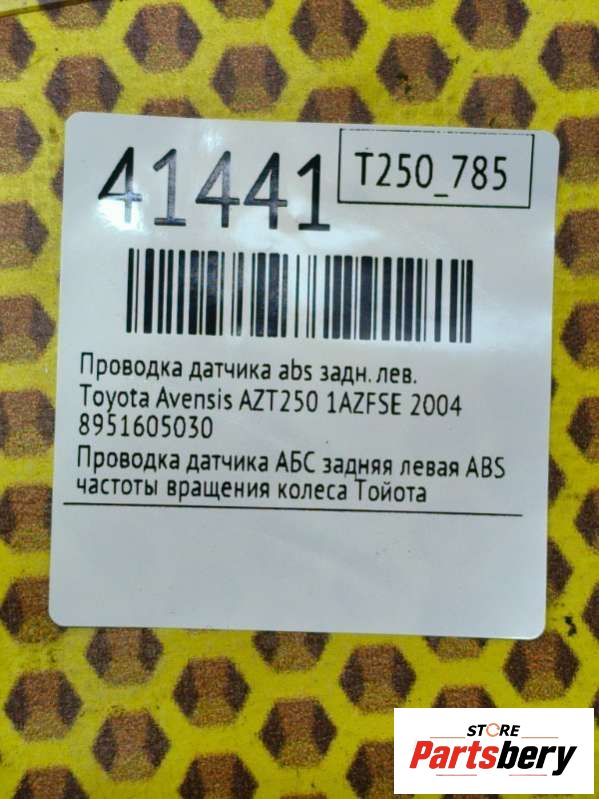 41441
T250_785
Проводка датчика abs задн. лев.
Toyota Avensis AZT250 1AZFSE 2004
8951605030
Проводка датчика АБС задняя левая ABS
частоты вращения колеса Тойота
STORE
Partsbery